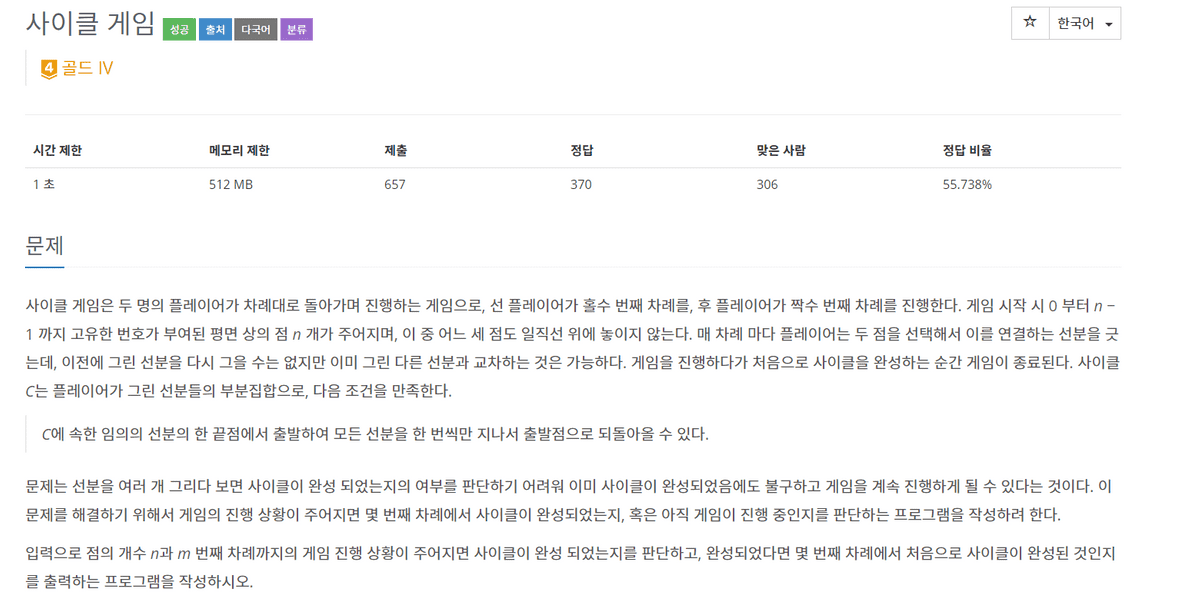 사이클 게임 성공 출처 다국어 분류 ☆ 한국어
4 골드 IV
시간 제한 메모리 제한 제출 정답 맞은 사람 정답 비율
1 초 512 MB 657 370 306 55.738%
문제
사이클 게임은 두 명의 플레이어가 차례대로 돌아가며 진행하는 게임으로, 선 플레이어가 홀수 번째 차례를, 후 플레이어가 짝수 번째 차례를 진행한다. 게임 시작 시 0 부터 n −
1 까지 고유한 번호가 부여된 평면 상의 점 n 개가 주어지며, 이 중 어느 세 점도 일직선 위에 놓이지 않는다. 매 차례 마다 플레이어는 두 점을 선택해서 이를 연결하는 선분을 긋
는데, 이전에 그린 선분을 다시 그을 수는 없지만 이미 그린 다른 선분과 교차하는 것은 가능하다. 게임을 진행하다가 처음으로 사이클을 완성하는 순간 게임이 종료된다. 사이클
C는 플레이어가 그린 선분들의 부분집합으로, 다음 조건을 만족한다.
C에 속한 임의의 선분의 한 끝점에서 출발하여 모든 선분을 한 번씩만 지나서 출발점으로 되돌아올 수 있다.
문제는 선분을 여러 개 그리다 보면 사이클이 완성 되었는지의 여부를 판단하기 어려워 이미 사이클이 완성되었음에도 불구하고 게임을 계속 진행하게 될 수 있다는 것이다. 이
문제를 해결하기 위해서 게임의 진행 상황이 주어지면 몇 번째 차례에서 사이클이 완성되었는지, 혹은 아직 게임이 진행 중인지를 판단하는 프로그램을 작성하려 한다.
입력으로 점의 개수 n과 m 번째 차례까지의 게임 진행 상황이 주어지면 사이클이 완성 되었는지를 판단하고, 완성되었다면 몇 번째 차례에서 처음으로 사이클이 완성된 것인지
를 출력하는 프로그램을 작성하시오.